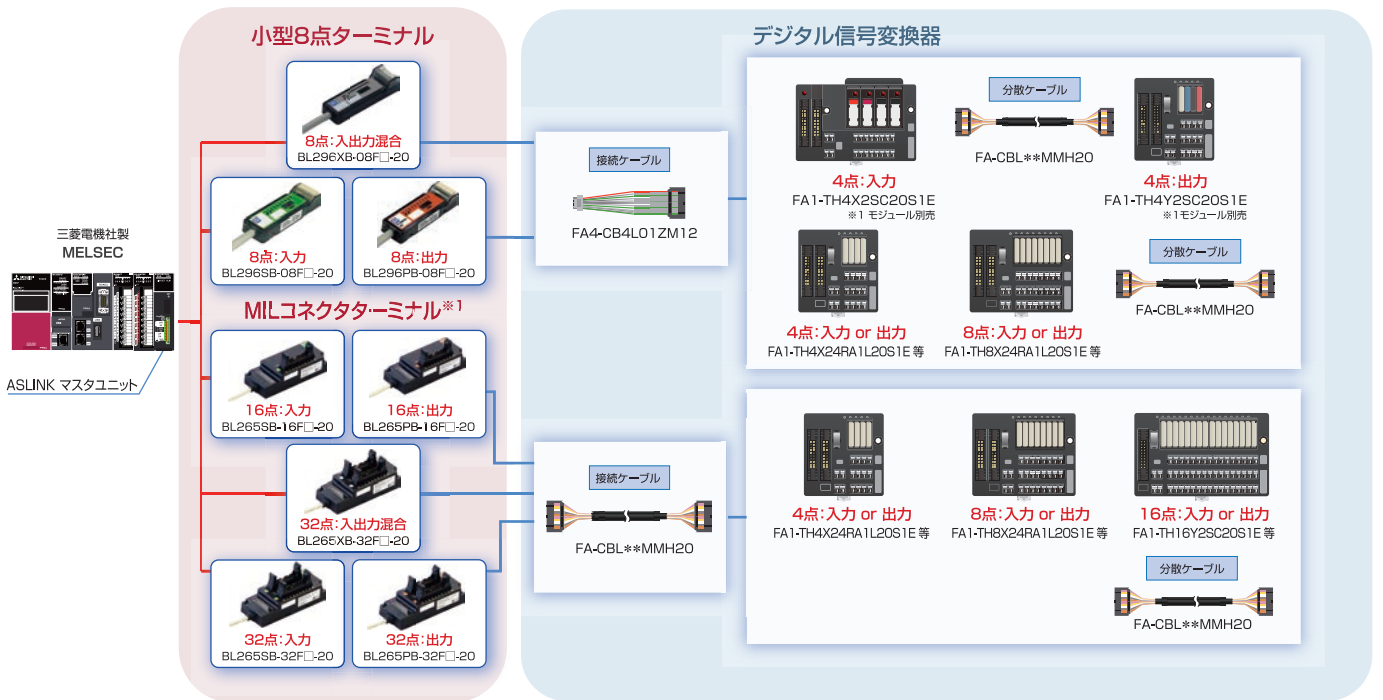 小型8点ターミナル
8点:入出力混合
BL296XB-08F□-20
8点:入力
BL296SB-08F□-20
8点:出力
BL296PB-08F□-20
三菱電機社製
MELSEC
ASLINK マスタユニット
MILコネクタターミナル※1
16点:入力
BL265SB-16F□-20
16点:出力
BL265PB-16F□-20
32点:入出力混合
BL265XB-32F□-20
32点:入力
BL265SB-32F□-20
32点:出力
BL265PB-32F□-20
デジタル信号変換器
接続ケーブル
FA4-CB4L01ZM12
4点:入力
FA1-TH4X2SC20S1E
※1 モジュール別売
分散ケーブル
FA-CBL**MMH20
4点:出力
FA1-TH4Y2SC20S1E
※1モジュール別売
4点:入力 or 出力
FA1-TH4X24RA1L20S1E 等
8点:入力 or 出力
FA1-TH8X24RA1L20S1E 等
分散ケーブル
FA-CBL**MMH20
接続ケーブル
FA-CBL**MMH20
4点:入力 or 出力
FA1-TH4X24RA1L20S1E 等
8点:入力 or 出力
FA1-TH8X24RA1L20S1E 等
16点:入力 or 出力
FA1-TH16Y2SC20S1E 等
分散ケーブル
FA-CBL**MMH20